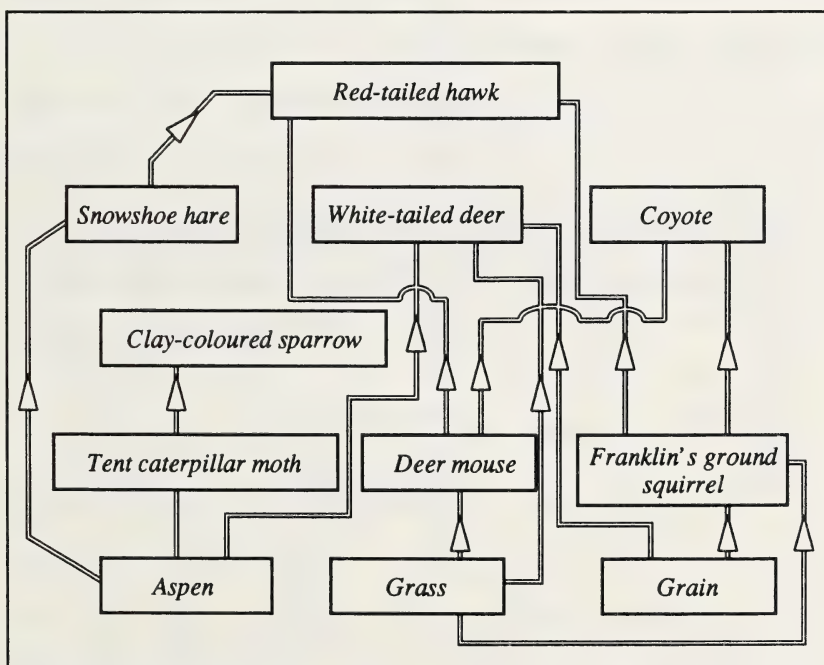 Red-tailed hawk
Snowshoe hare
White-tailed deer
Coyote
Clay-coloured sparrow
Tent caterpillar moth
Deer mouse
Franklin's ground
squirrel
Aspen
Grass
Grain